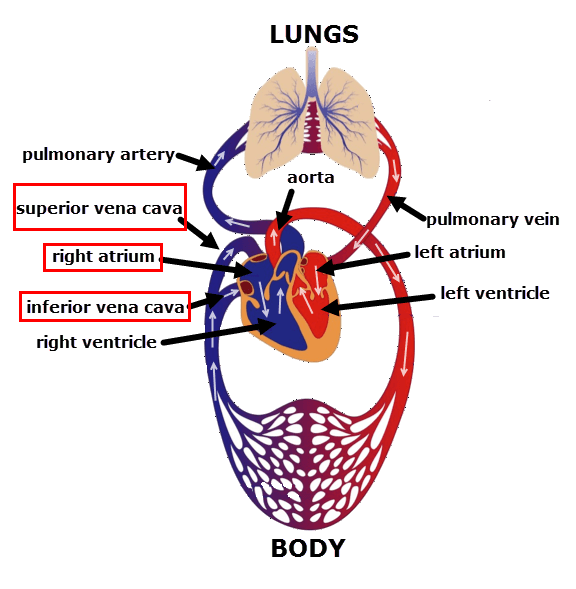 LUNGS
pulmonary artery
aorta
superior vena cava
pulmonary vein
right atrium
left atrium
inferior vena cava
left ventricle
right ventricle
BODY